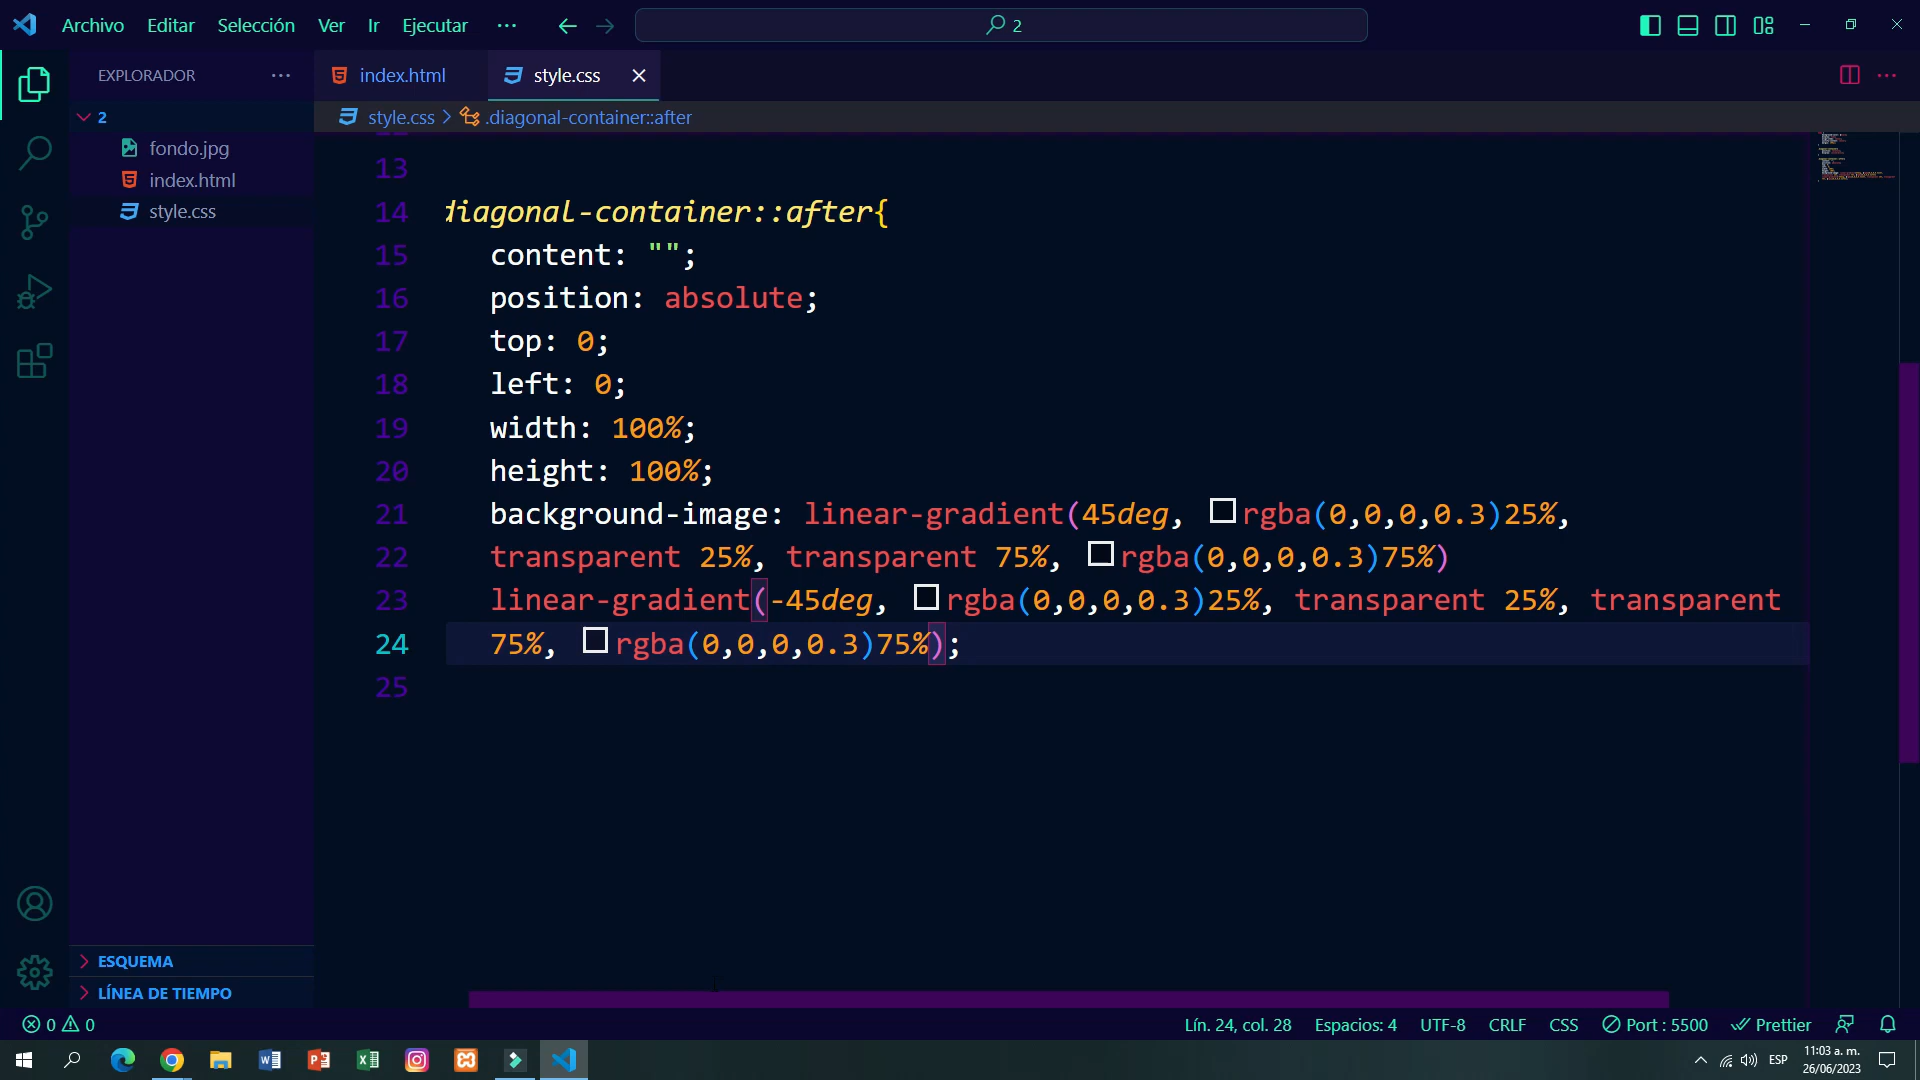 Archivo Editar Selección Ver Ir Ejecutar ··· 2
EXPLORADOR ···
index.html style.css
2
style.css > .diagonal-container::after
fondo.jpg
index.html
style.css
13
14 diagonal-container::after{
15 content: "";
16 position: absolute;
17 top: 0;
18 left: 0;
19 width: 100%;
20 height: 100%;
21 background-image: linear-gradient(45deg, rgba(0,0,0,0.3)25%,
22 transparent 25%, transparent 75%, rgba(0,0,0,0.3)75%)
23 linear-gradient(-45deg, rgba(0,0,0,0.3)25%, transparent 25%, transparent
24 75%, rgba(0,0,0,0.3)75%);
25
ESQUEMA
LÍNEA DE TIEMPO
0 0 Lín. 24, col. 28 Espacios: 4 UTF-8 CRLF CSS Port : 5500 Prettier
ESP 11:03 a. m.
26/06/2023